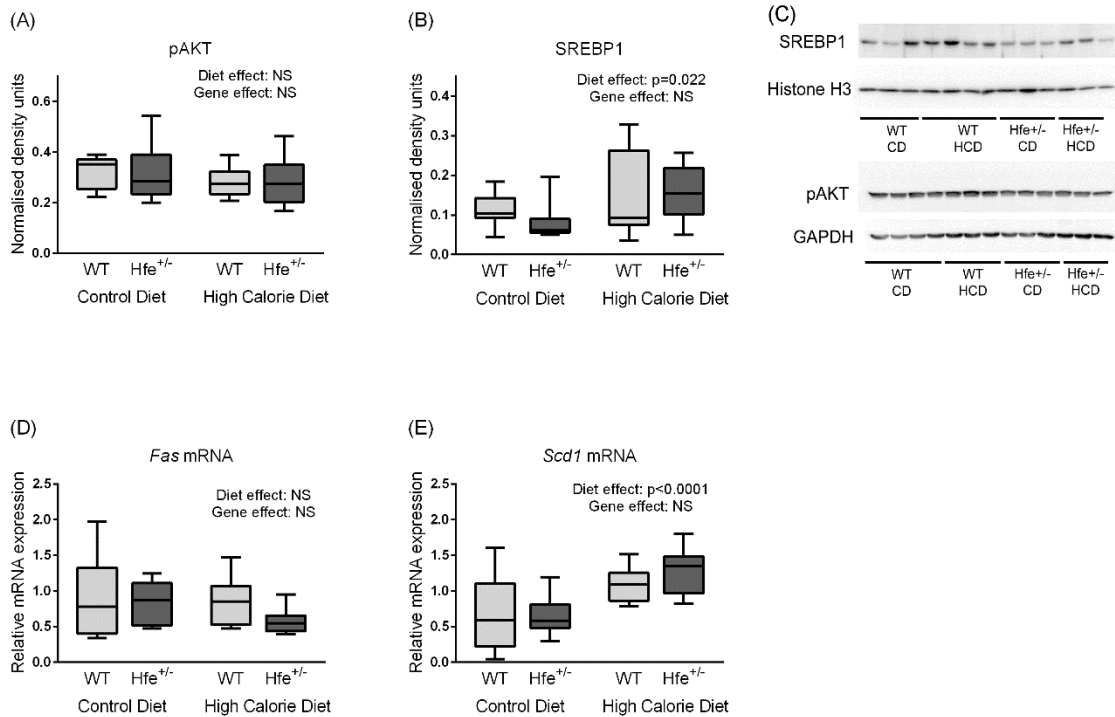 (A)
pAKT
Diet effect: NS
Gene effect: NS
Normalised density units
0.6
0.4
0.2
0.0
WT Hfe+/- WT Hfe+/-
Control Diet High Calorie Diet
(B)
SREBP1
Diet effect: p=0.022
Gene effect: NS
Normalised density units
0.4
0.3
0.2
0.1
0.0
WT Hfe+/- WT Hfe+/-
Control Diet High Calorie Diet
(C)
SREBP1
Histone H3
WT WT Hfe+/- Hfe+/-
CD HCD CD HCD
pAKT
GAPDH
WT WT Hfe+/- Hfe+/-
CD HCD CD HCD
(D)
Fas mRNA
Diet effect: NS
Gene effect: NS
Relative mRNA expression
2.5
2.0
1.5
1.0
0.5
0.0
WT Hfe+/- WT Hfe+/-
Control Diet High Calorie Diet
(E)
Scd1 mRNA
Diet effect: p<0.0001
Gene effect: NS
Relative mRNA expression
2.5
2.0
1.5
1.0
0.5
0.0
WT Hfe+/- WT Hfe+/-
Control Diet High Calorie Diet